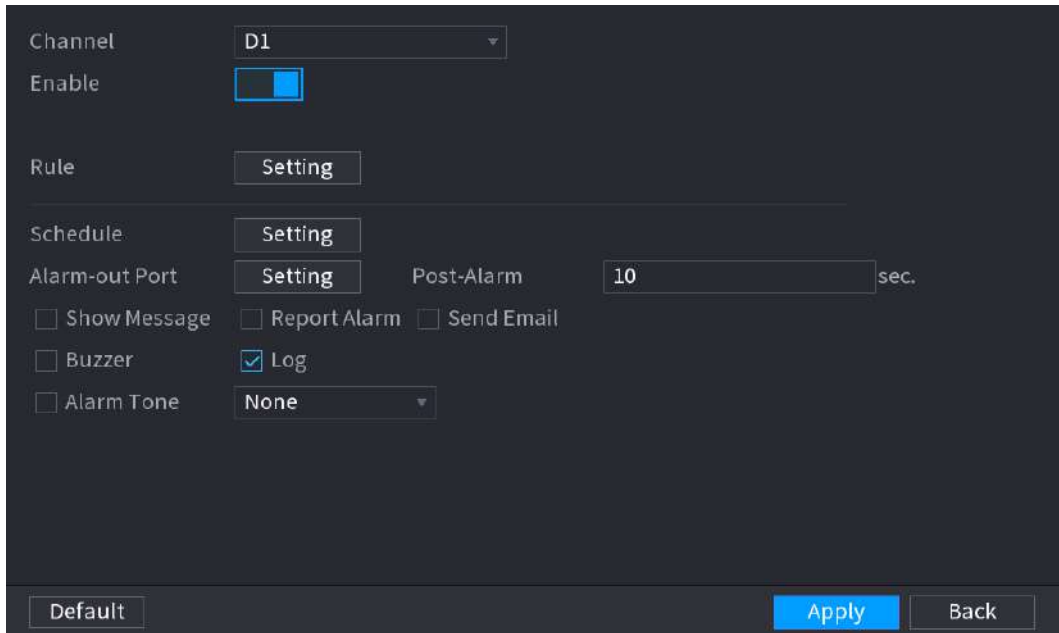 Channel D1
Enable
Rule Setting
Schedule Setting
Alarm-out Port Setting Post-Alarm 10 sec.
Show Message Report Alarm Send Email
Buzzer Log
Alarm Tone None
Default Apply Back